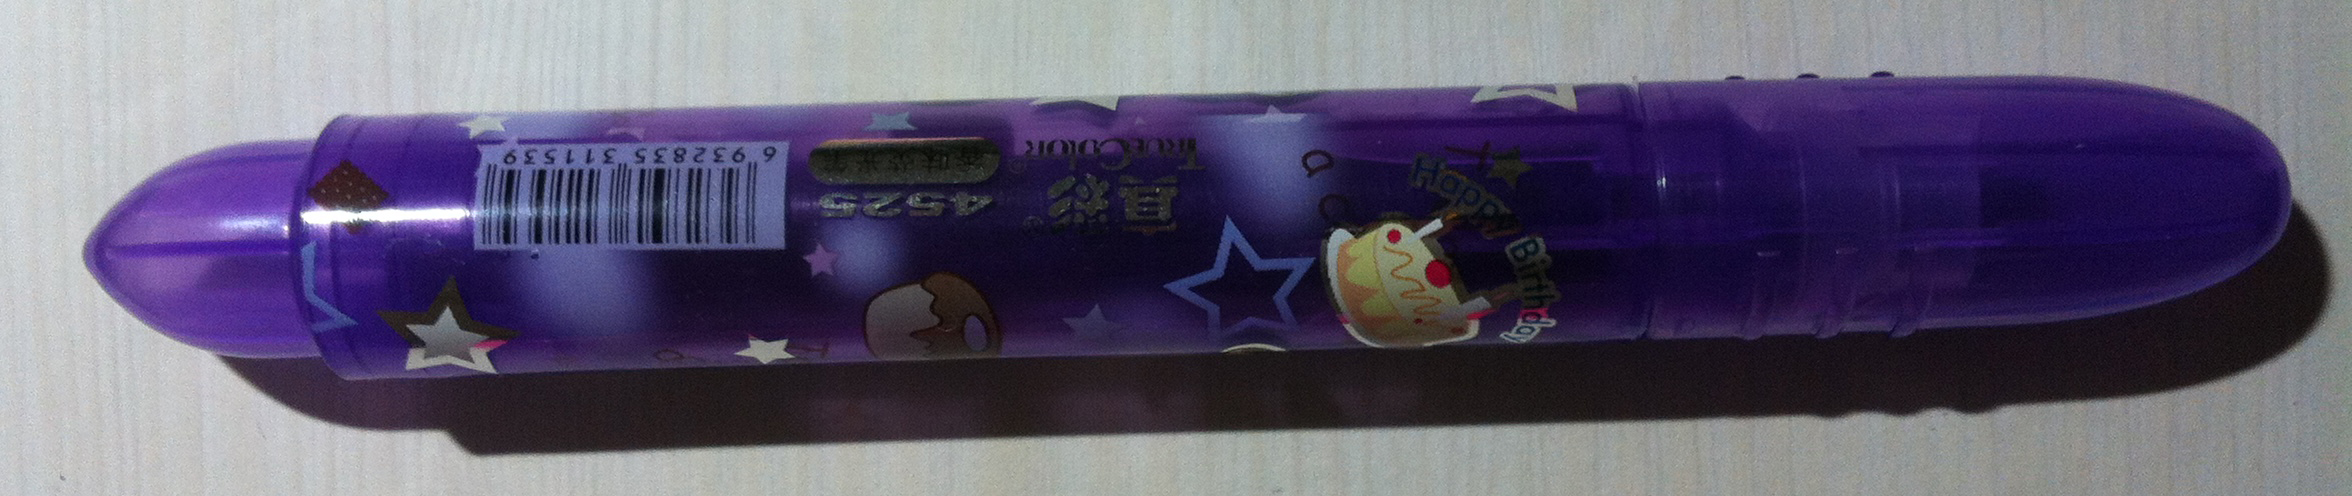 TrueColor®
真彩®
4525
6 932835 311539
Happy Birthday